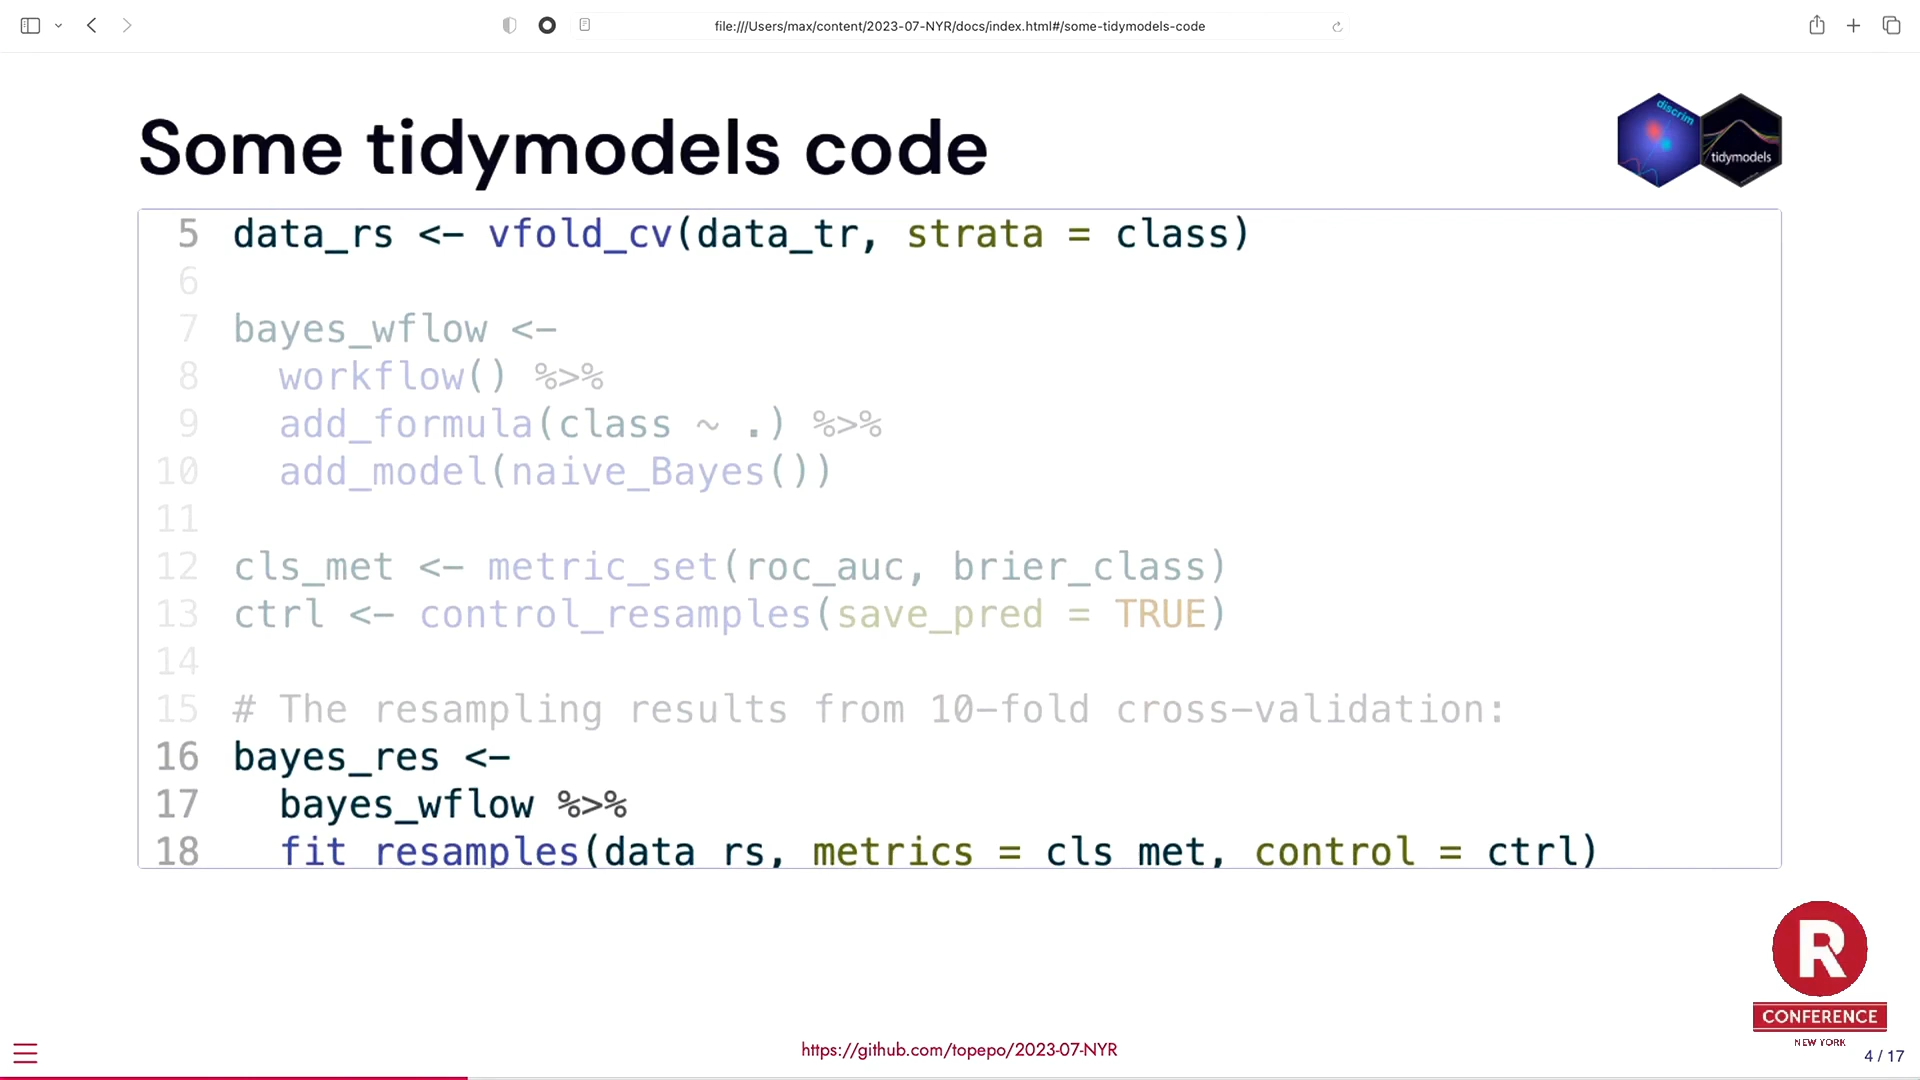 file:///Users/max/content/2023-07-NYR/docs/index.html#/some-tidymodels-code
Some tidymodels code
discrim
tidymodels
5 data_rs <- vfold_cv(data_tr, strata = class)
6
7 bayes_wflow <-
8   workflow() %>%
9   add_formula(class ~ .) %>%
10   add_model(naive_Bayes())
11
12 cls_met <- metric_set(roc_auc, brier_class)
13 ctrl <- control_resamples(save_pred = TRUE)
14
15 # The resampling results from 10-fold cross-validation:
16 bayes_res <-
17   bayes_wflow %>%
18   fit_resamples(data_rs, metrics = cls_met, control = ctrl)
R
CONFERENCE
NEW YORK
https://github.com/topepo/2023-07-NYR
4 / 17